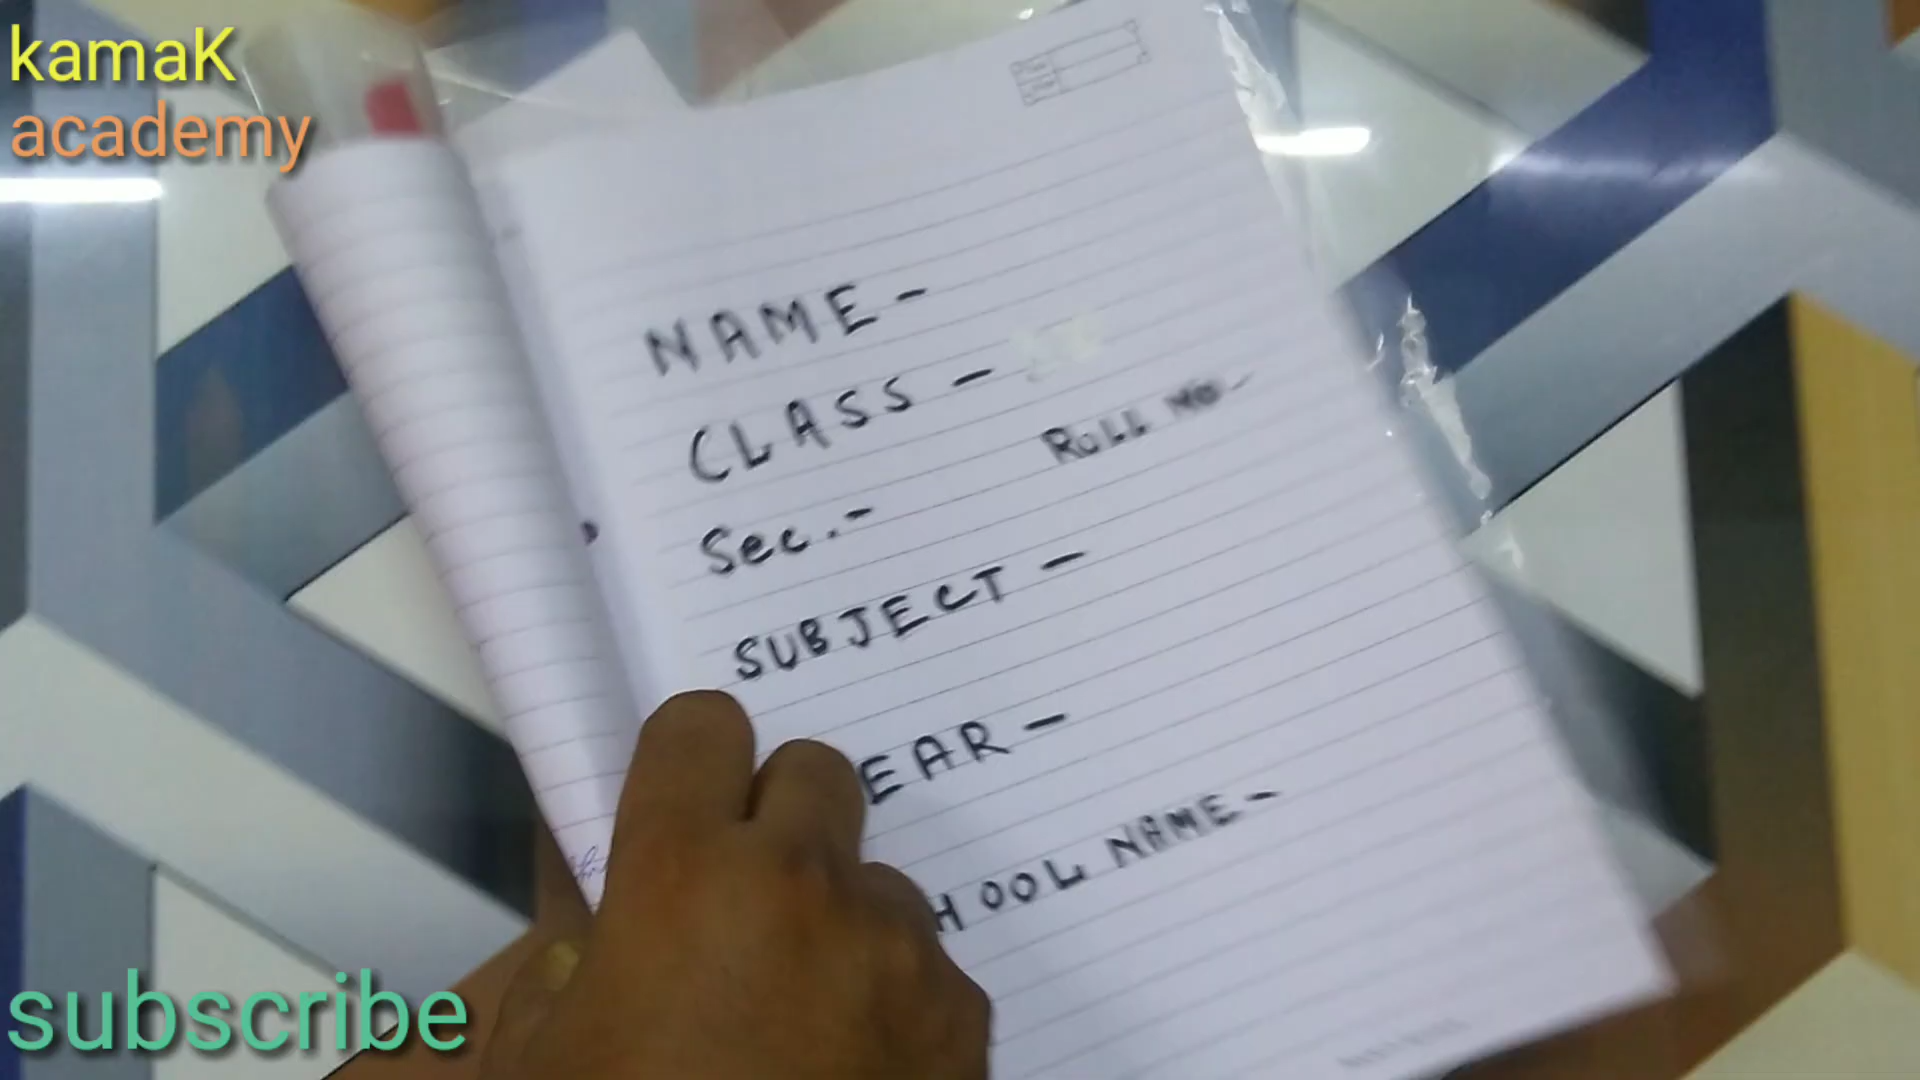 kamaK
academy
NAME -
CLASS -
Sec. - ROLL No -
SUBJECT -
EAR -
HOOL NAME -
subscribe